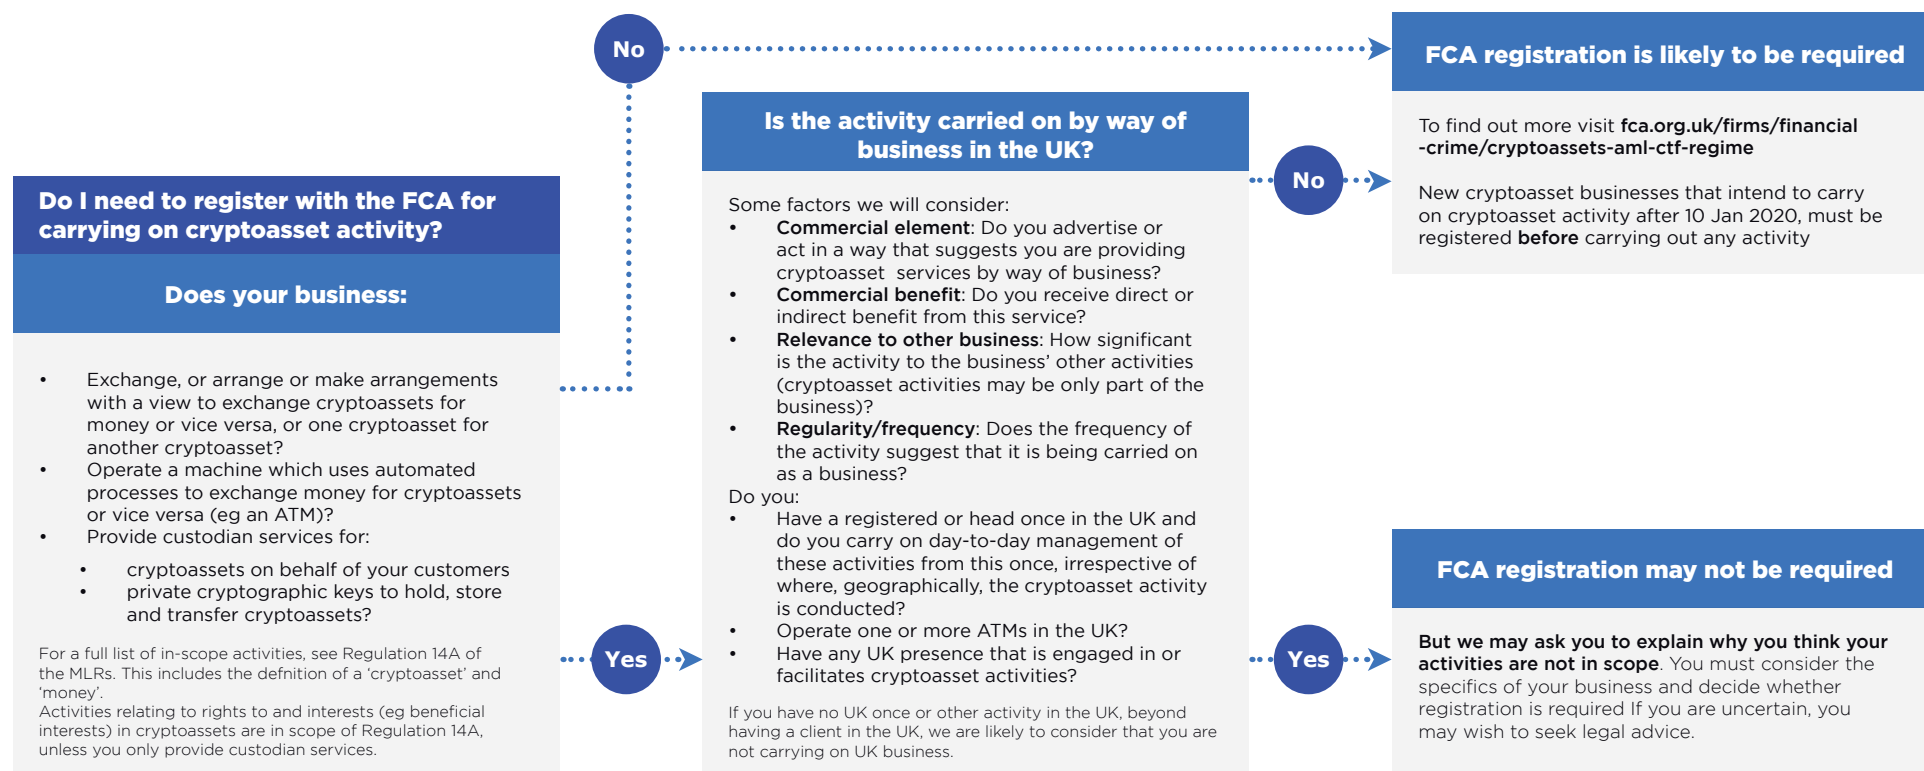 Do I need to register with the FCA for
carrying on cryptoasset activity?
Does your business:
• Exchange, or arrange or make arrangements
with a view to exchange cryptoassets for
money or vice versa, or one cryptoasset for
another cryptoasset?
• Operate a machine which uses automated
processes to exchange money for cryptoassets
or vice versa (eg an ATM)?
• Provide custodian services for:
• cryptoassets on behalf of your customers
• private cryptographic keys to hold, store
and transfer cryptoassets?
For a full list of in-scope activities, see Regulation 14A of
the MLRs. This includes the defnition of a ‘cryptoasset’ and
‘money’.
Activities relating to rights to and interests (eg beneficial
interests) in cryptoassets are in scope of Regulation 14A,
unless you only provide custodian services.
No
Yes
Is the activity carried on by way of
business in the UK?
Some factors we will consider:
• Commercial element: Do you advertise or
act in a way that suggests you are providing
cryptoasset services by way of business?
• Commercial benefit: Do you receive direct or
indirect benefit from this service?
• Relevance to other business: How significant
is the activity to the business’ other activities
(cryptoasset activities may be only part of the
business)?
• Regularity/frequency: Does the frequency of
the activity suggest that it is being carried on
as a business?
Do you:
• Have a registered or head once in the UK and
do you carry on day-to-day management of
these activities from this once, irrespective of
where, geographically, the cryptoasset activity
is conducted?
• Operate one or more ATMs in the UK?
• Have any UK presence that is engaged in or
facilitates cryptoasset activities?
If you have no UK once or other activity in the UK, beyond
having a client in the UK, we are likely to consider that you are
not carrying on UK business.
No
Yes
FCA registration is likely to be required
To find out more visit fca.org.uk/firms/financial
-crime/cryptoassets-aml-ctf-regime
New cryptoasset businesses that intend to carry
on cryptoasset activity after 10 Jan 2020, must be
registered before carrying out any activity
FCA registration may not be required
But we may ask you to explain why you think your
activities are not in scope. You must consider the
specifics of your business and decide whether
registration is required If you are uncertain, you
may wish to seek legal advice.